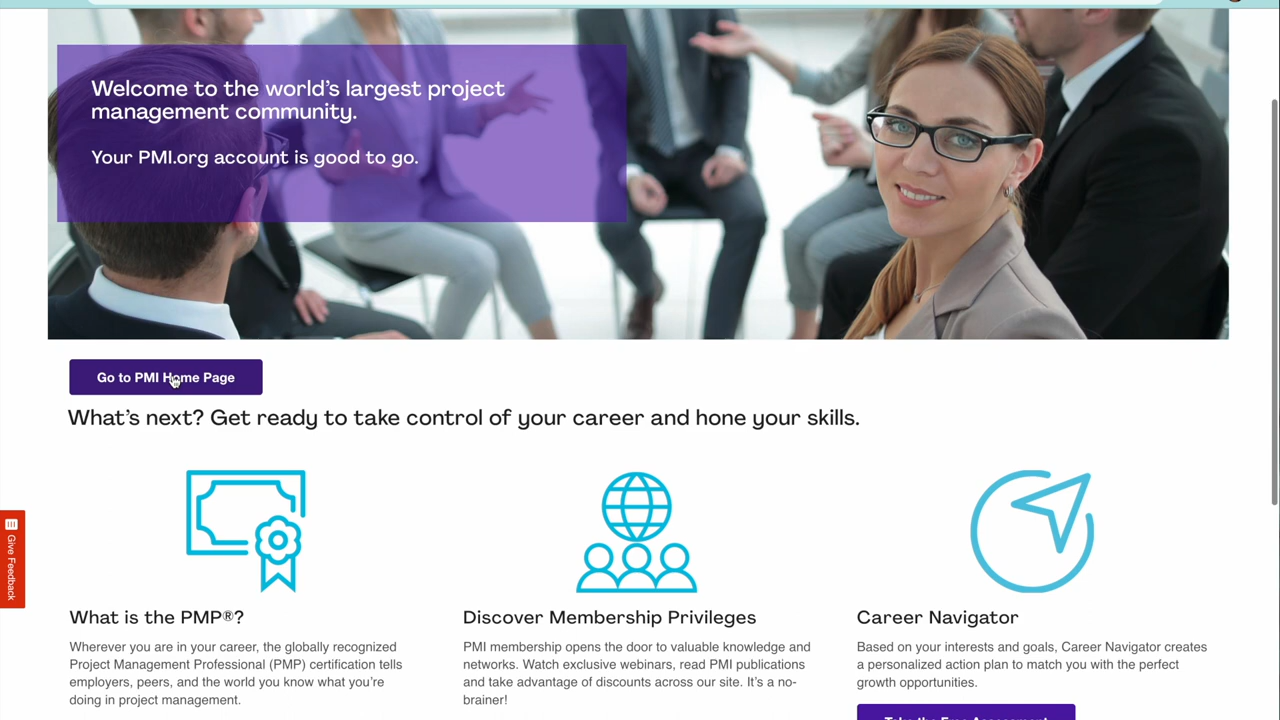 Welcome to the world's largest project
management community.
Your PMI.org account is good to go.
Go to PMI Home Page
What's next? Get ready to take control of your career and hone your skills.
Give Feedback
What is the PMP®?
Wherever you are in your career, the globally recognized
Project Management Professional (PMP) certification tells
employers, peers, and the world you know what you're
doing in project management.
Discover Membership Privileges
PMI membership opens the door to valuable knowledge and
networks. Watch exclusive webinars, read PMI publications
and take advantage of discounts across our site. It's a no-
brainer!
Career Navigator
Based on your interests and goals, Career Navigator creates
a personalized action plan to match you with the perfect
growth opportunities.
Take the Free Assessment